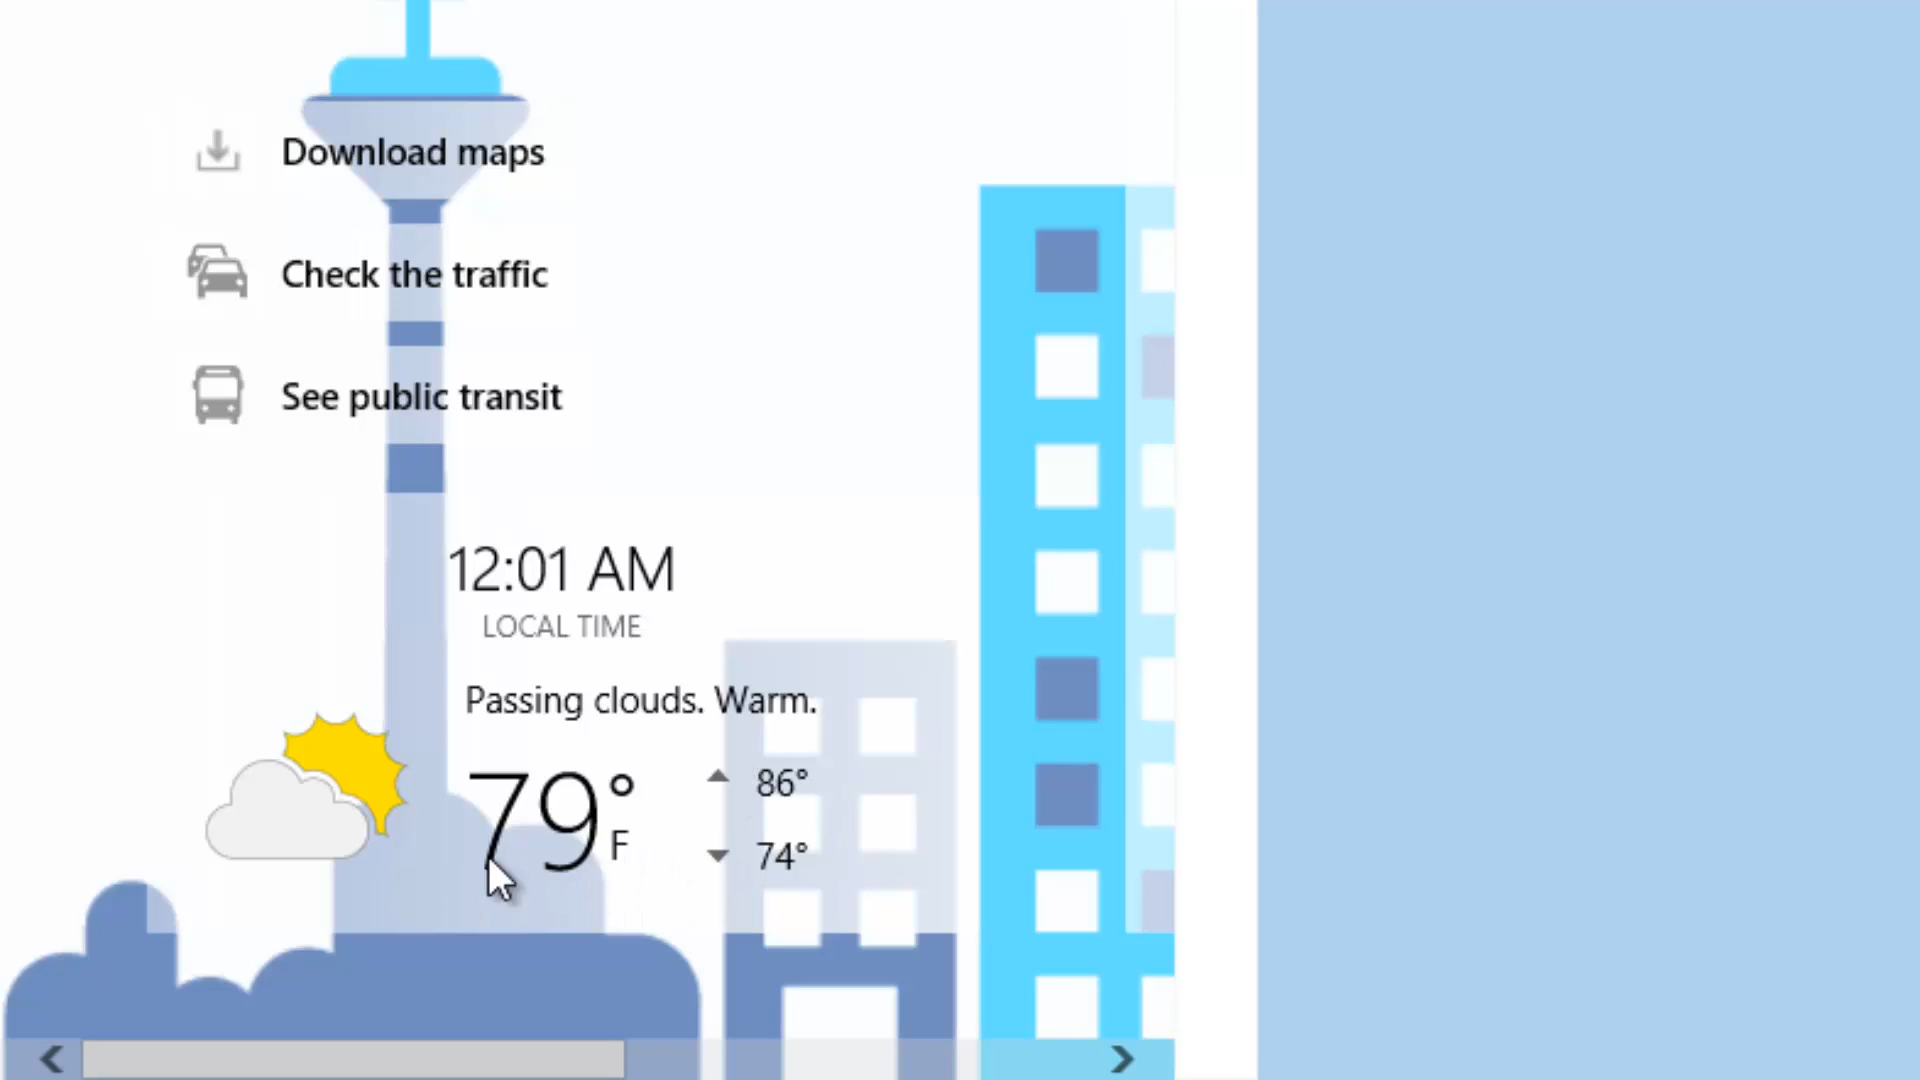 Download maps
Check the traffic
See public transit
12:01 AM
LOCAL TIME
Passing clouds. Warm.
79°F
86°
74°